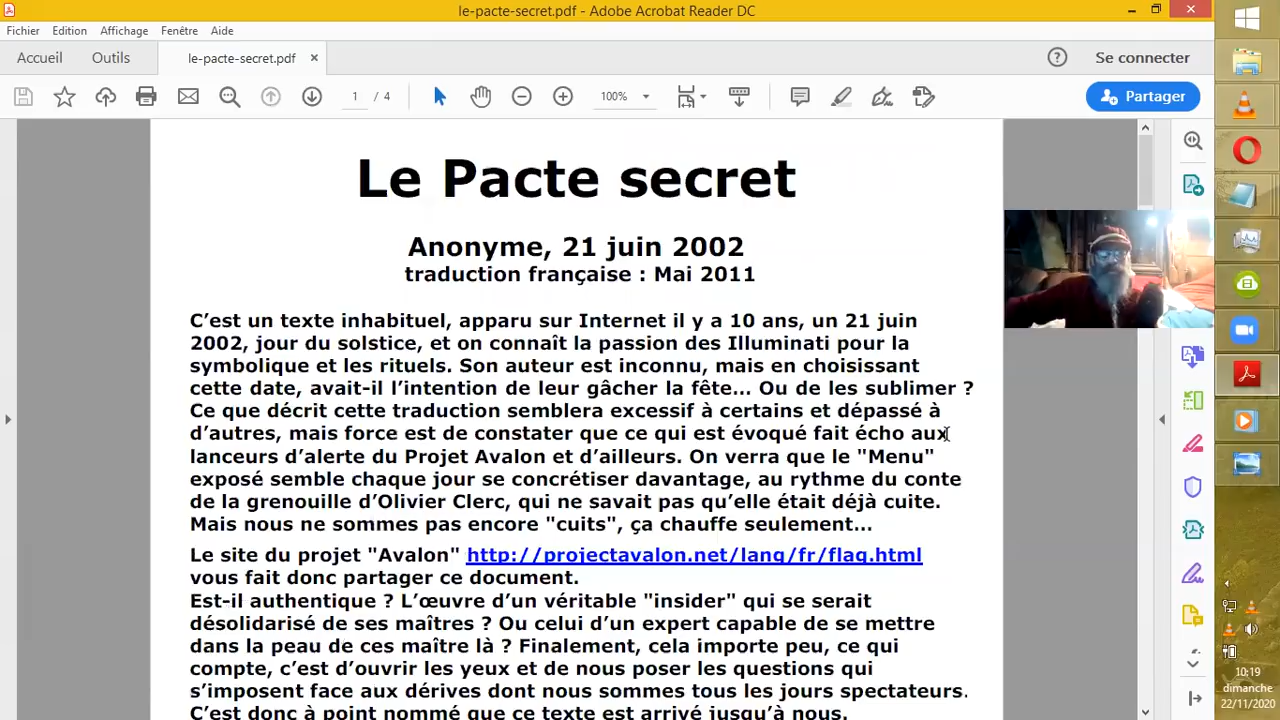 le-pacte-secret.pdf - Adobe Acrobat Reader DC
Fichier Edition Affichage Fenêtre Aide
Accueil Outils le-pacte-secret.pdf × Se connecter
1 / 4 100% Partager
Le Pacte secret
Anonyme, 21 juin 2002
traduction française : Mai 2011
C’est un texte inhabituel, apparu sur Internet il y a 10 ans, un 21 juin
2002, jour du solstice, et on connaît la passion des Illuminati pour la
symbolique et les rituels. Son auteur est inconnu, mais en choisissant
cette date, avait-il l’intention de leur gâcher la fête… Ou de les sublimer ?
Ce que décrit cette traduction semblera excessif à certains et dépassé à
d’autres, mais force est de constater que ce qui est évoqué fait écho aux
lanceurs d’alerte du Projet Avalon et d’ailleurs. On verra que le "Menu"
exposé semble chaque jour se concrétiser davantage, au rythme du conte
de la grenouille d’Olivier Clerc, qui ne savait pas qu’elle était déjà cuite.
Mais nous ne sommes pas encore "cuits", ça chauffe seulement…
Le site du projet "Avalon" http://projectavalon.net/lang/fr/flag.html
vous fait donc partager ce document.
Est-il authentique ? L’œuvre d’un véritable "insider" qui se serait
désolidarisé de ses maîtres ? Ou celui d’un expert capable de se mettre
dans la peau de ces maître là ? Finalement, cela importe peu, ce qui
compte, c’est d’ouvrir les yeux et de nous poser les questions qui
s’imposent face aux dérives dont nous sommes tous les jours spectateurs.
C’est donc à point nommé que ce texte est arrivé jusqu’à nous.
10:19
dimanche
22/11/2020